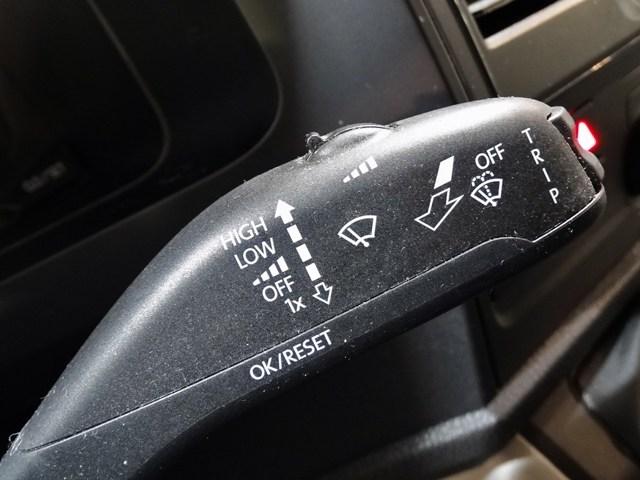 HIGH
LOW
OFF
1x
OFF
TRIP
OK/RESET